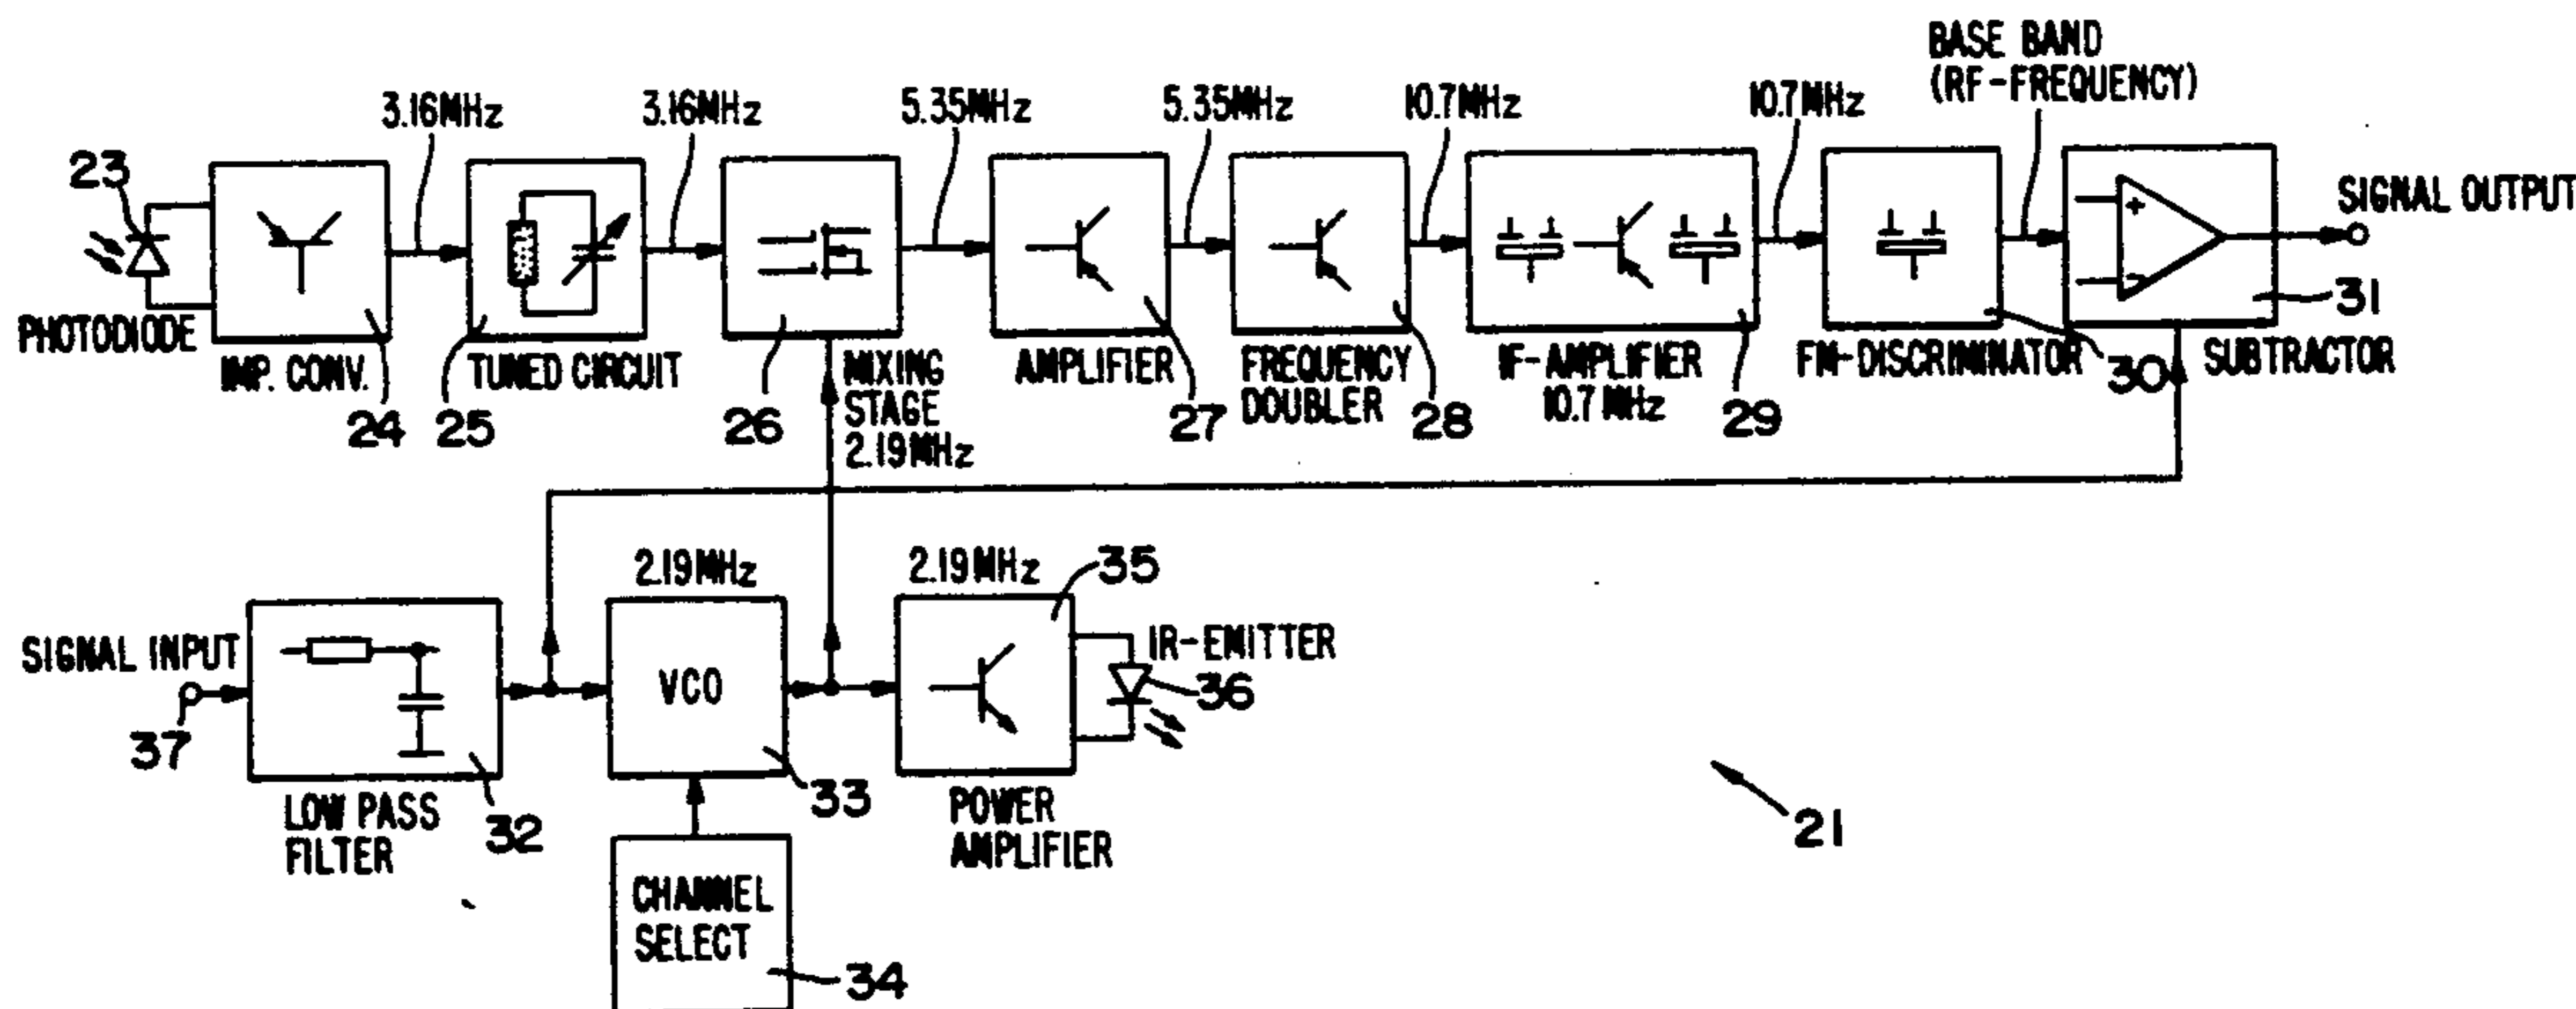 BASE BAND
(RF-FREQUENCY)
3.16MHz
3.16MHz
5.35MHz
5.35MHz
10.7MHz
10.7MHz
23
SIGNAL OUTPUT
+
-
31
PHOTODIODE
IMP. CONV.
TUNED CIRCUIT
MIXING
STAGE
2.19MHz
AMPLIFIER
FREQUENCY
DOUBLER
IF-AMPLIFIER
10.7 MHz
FM-DISCRIMINATOR
SUBTRACTOR
24
25
26
27
28
29
30
2.19MHz
2.19MHz
35
SIGNAL INPUT
VCO
IR-EMITTER
36
37
LOW PASS
FILTER
32
33
POWER
AMPLIFIER
21
CHANNEL
SELECT
34